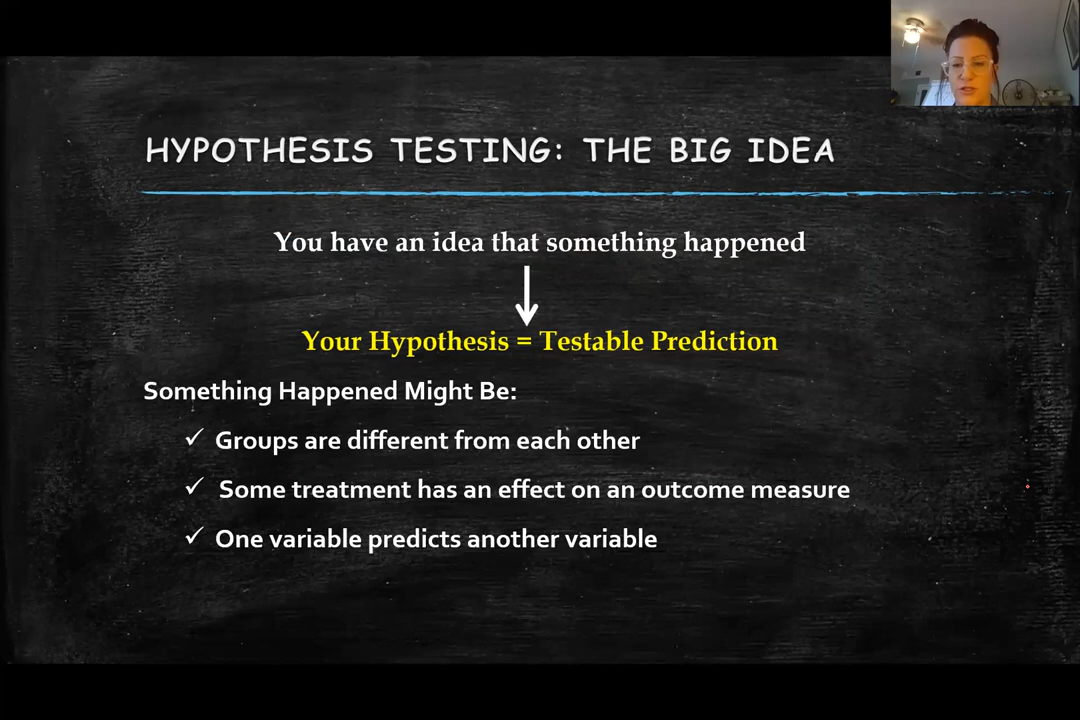 HYPOTHESIS TESTING: THE BIG IDEA
You have an idea that something happened
Your Hypothesis = Testable Prediction
Something Happened Might Be:
✓ Groups are different from each other
✓ Some treatment has an effect on an outcome measure
✓ One variable predicts another variable